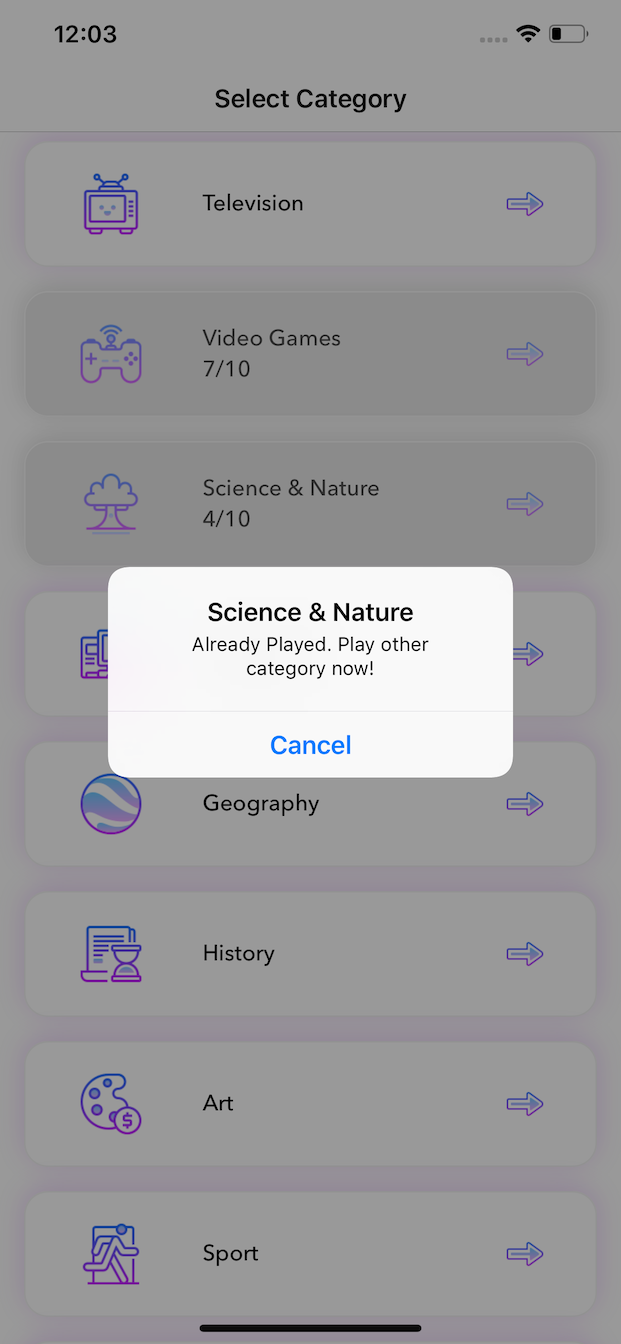 12:03
Select Category
Television
Video Games
7/10
Science & Nature
4/10
Science & Nature
Already Played. Play other
category now!
Cancel
Geography
History
Art
$
Sport